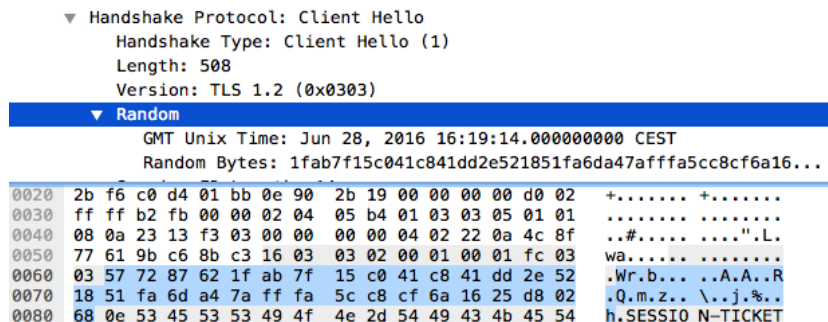 ▼ Handshake Protocol: Client Hello
Handshake Type: Client Hello (1)
Length: 508
Version: TLS 1.2 (0x0303)
▼ Random
GMT Unix Time: Jun 28, 2016 16:19:14.000000000 CEST
Random Bytes: 1fab7f15c041c841dd2e521851fa6da47afffa5cc8cf6a16...
0020 2b f6 c0 d4 01 bb 0e 90 2b 19 00 00 00 00 d0 02 +....... +.......
0030 ff ff b2 fb 00 00 02 04 05 b4 01 03 03 05 01 01 ........ ........
0040 08 0a 23 13 f3 03 00 00 00 00 04 02 22 0a 4c 8f ..#..... ....".L.
0050 77 61 9b c6 8b c3 16 03 03 02 00 01 00 01 fc 03 wa...... ........
0060 03 57 72 87 62 1f ab 7f 15 c0 41 c8 41 dd 2e 52 .Wr.b... ..A.A..R
0070 18 51 fa 6d a4 7a ff fa 5c c8 cf 6a 16 25 d8 02 .Q.m.z.. \..j.%..
0080 68 0e 53 45 53 53 49 4f 4e 2d 54 49 43 4b 45 54 h.SESSIO N-TICKET